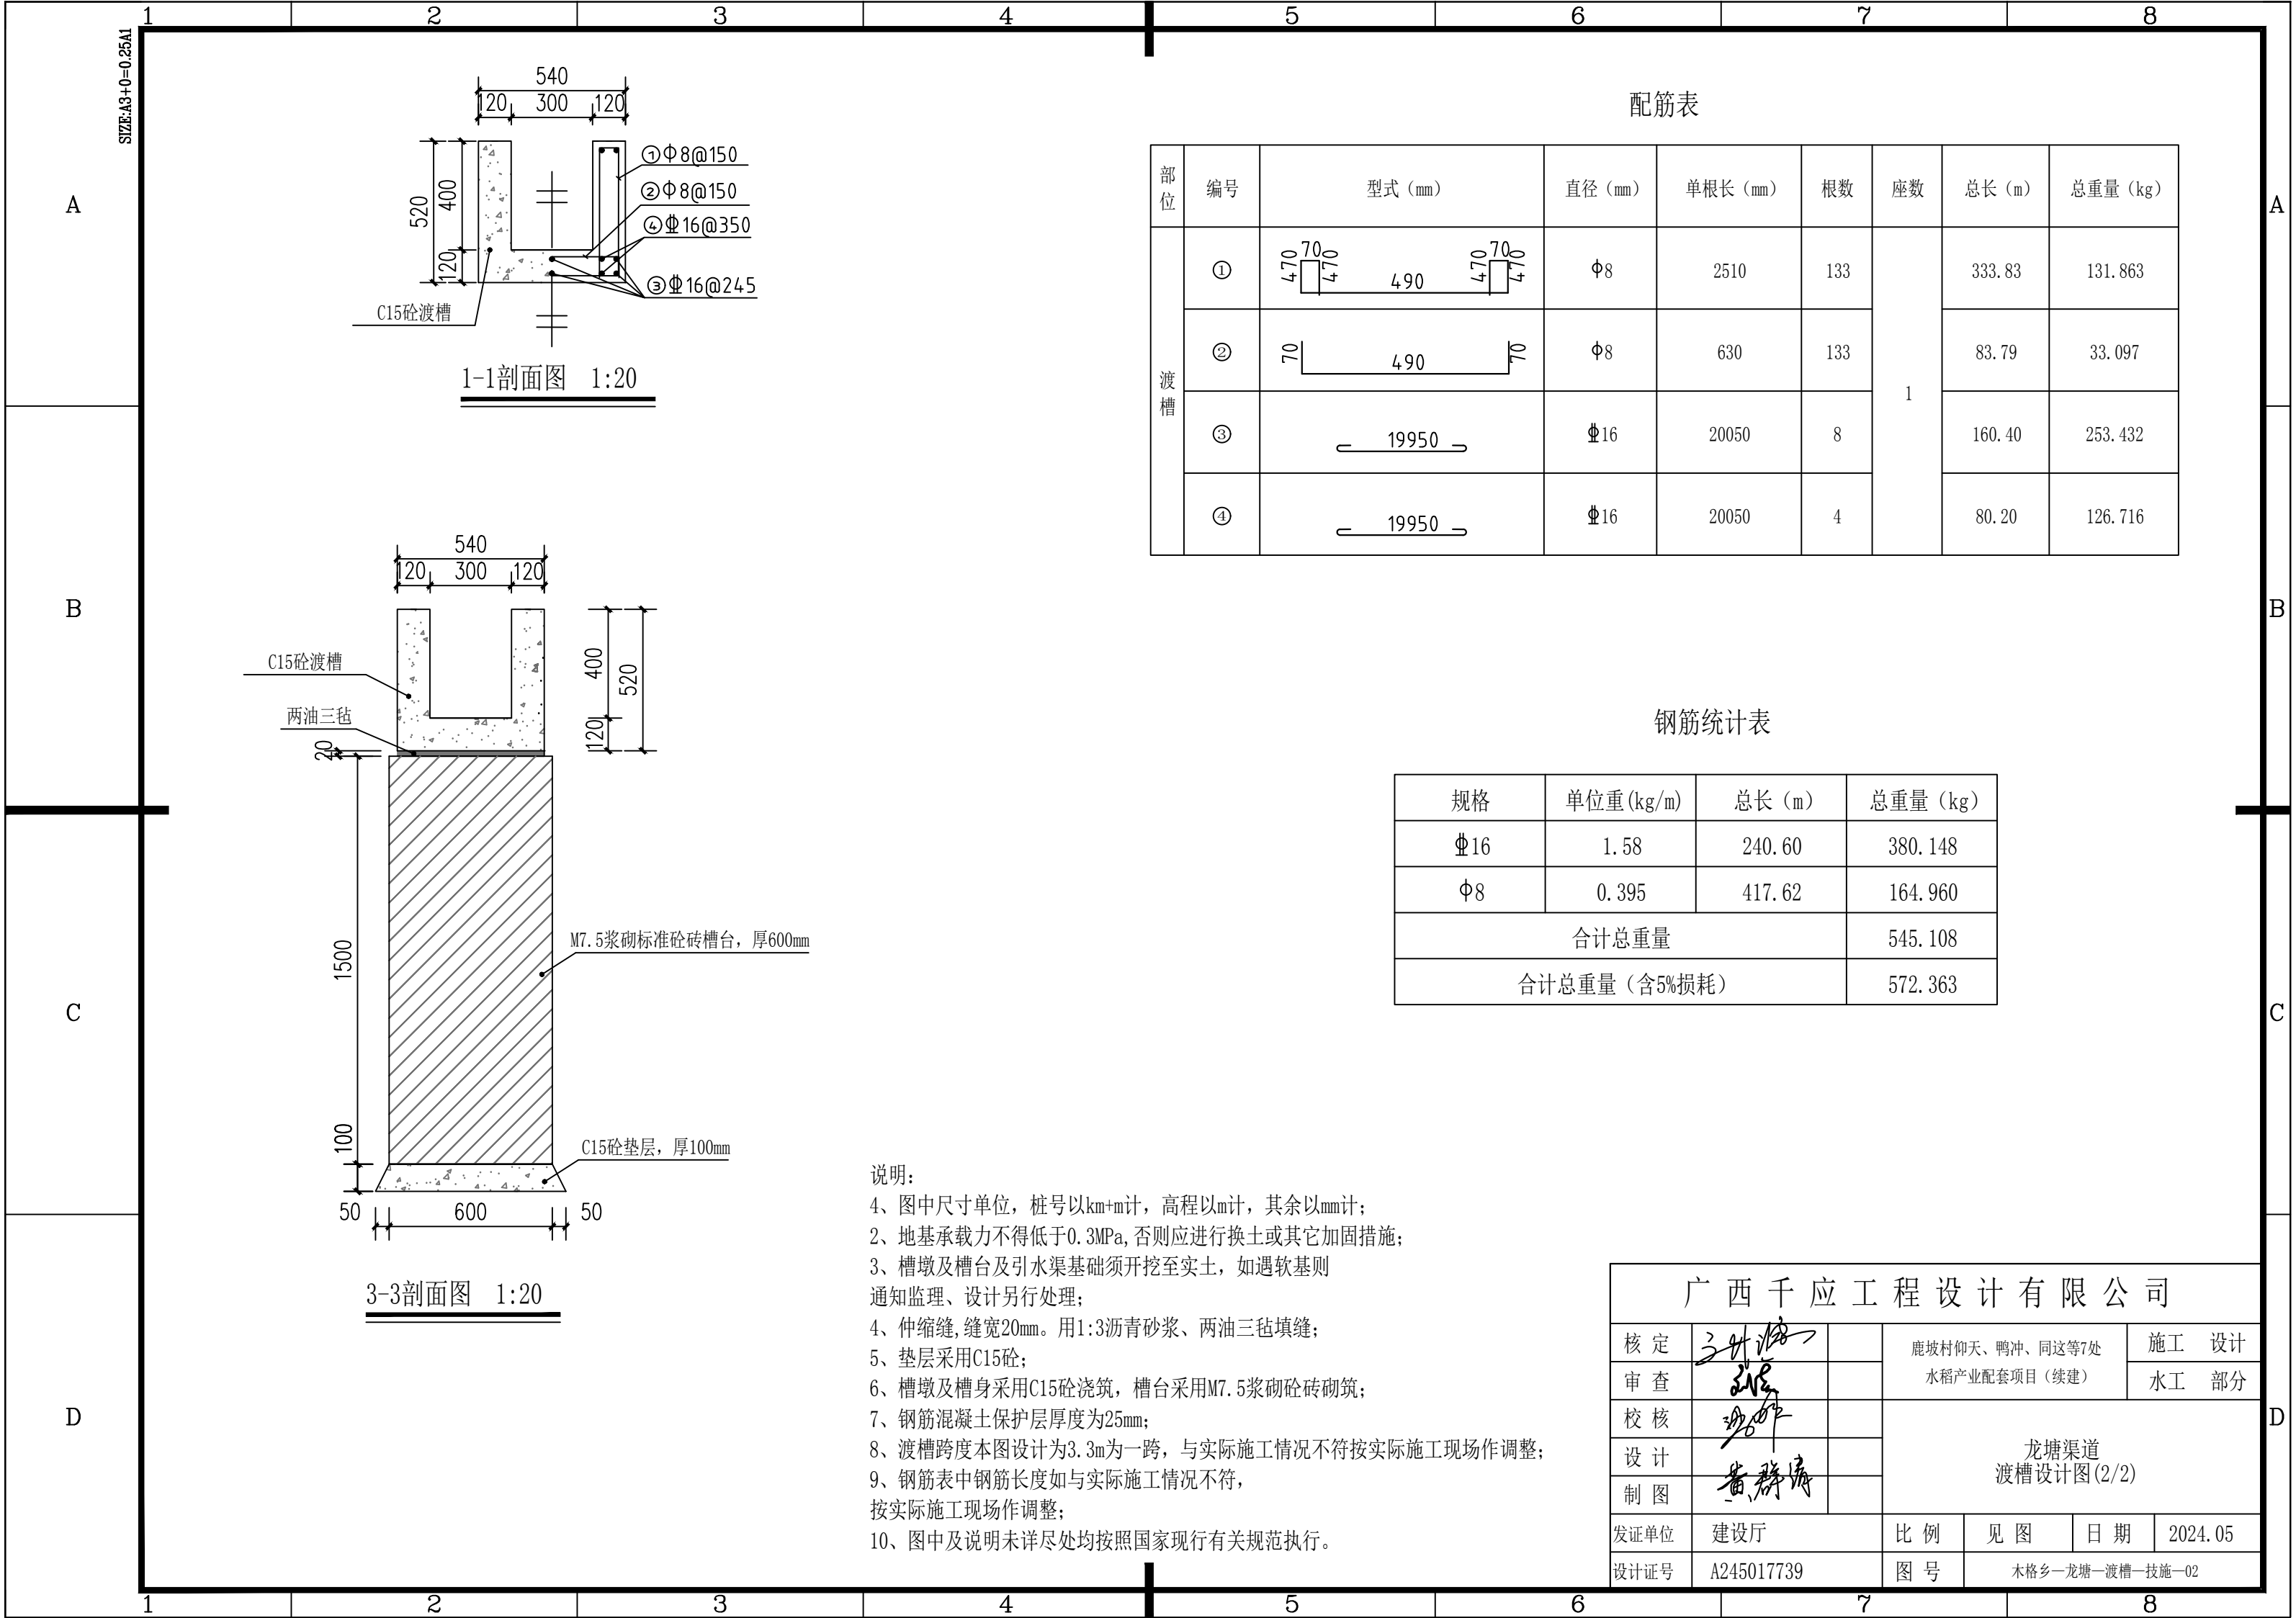 1 2 3 4 5 6 7 8
SIZE:A3+0=0.25A1
A
B
C
D
540
120 300 120
520
400
120
①Φ8@150
②Φ8@150
④Φ16@350
③Φ16@245
C15砼渡槽
1-1剖面图 1:20
540
120 300 120
400
520
120
C15砼渡槽
两油三毡
20
1500
100
M7.5浆砌标准砼砖槽台，厚600mm
C15砼垫层，厚100mm
50 600 50
3-3剖面图 1:20
配筋表
部位 编号 型式（mm） 直径（mm） 单根长（mm） 根数 座数 总长（m） 总重量（kg）
渡槽
① 470 70 470 490 470 70 470 Φ8 2510 133 333.83 131.863
② 70 490 70 Φ8 630 133 83.79 33.097
1
③ 19950 Φ16 20050 8 160.40 253.432
④ 19950 Φ16 20050 4 80.20 126.716
钢筋统计表
规格 单位重(kg/m) 总长（m） 总重量（kg）
Φ16 1.58 240.60 380.148
Φ8 0.395 417.62 164.960
合计总重量 545.108
合计总重量（含5%损耗） 572.363
说明：
4、图中尺寸单位，桩号以km+m计，高程以m计，其余以mm计；
2、地基承载力不得低于0.3MPa,否则应进行换土或其它加固措施；
3、槽墩及槽台及引水渠基础须开挖至实土，如遇软基则
通知监理、设计另行处理；
4、伸缩缝,缝宽20mm。用1:3沥青砂浆、两油三毡填缝；
5、垫层采用C15砼；
6、槽墩及槽身采用C15砼浇筑，槽台采用M7.5浆砌砼砖砌筑；
7、钢筋混凝土保护层厚度为25mm；
8、渡槽跨度本图设计为3.3m为一跨，与实际施工情况不符按实际施工现场作调整；
9、钢筋表中钢筋长度如与实际施工情况不符，
按实际施工现场作调整；
10、图中及说明未详尽处均按照国家现行有关规范执行。
广西千应工程设计有限公司
核定
审查
校核
设计 黄群清
制图
鹿坡村仰天、鸭冲、同这等7处
水稻产业配套项目（续建）
施工 设计
水工 部分
龙塘渠道
渡槽设计图(2/2)
发证单位 建设厅 比例 见图 日期 2024.05
设计证号 A245017739 图号 木格乡—龙塘—渡槽—技施—02
A
B
C
D
1 2 3 4 5 6 7 8